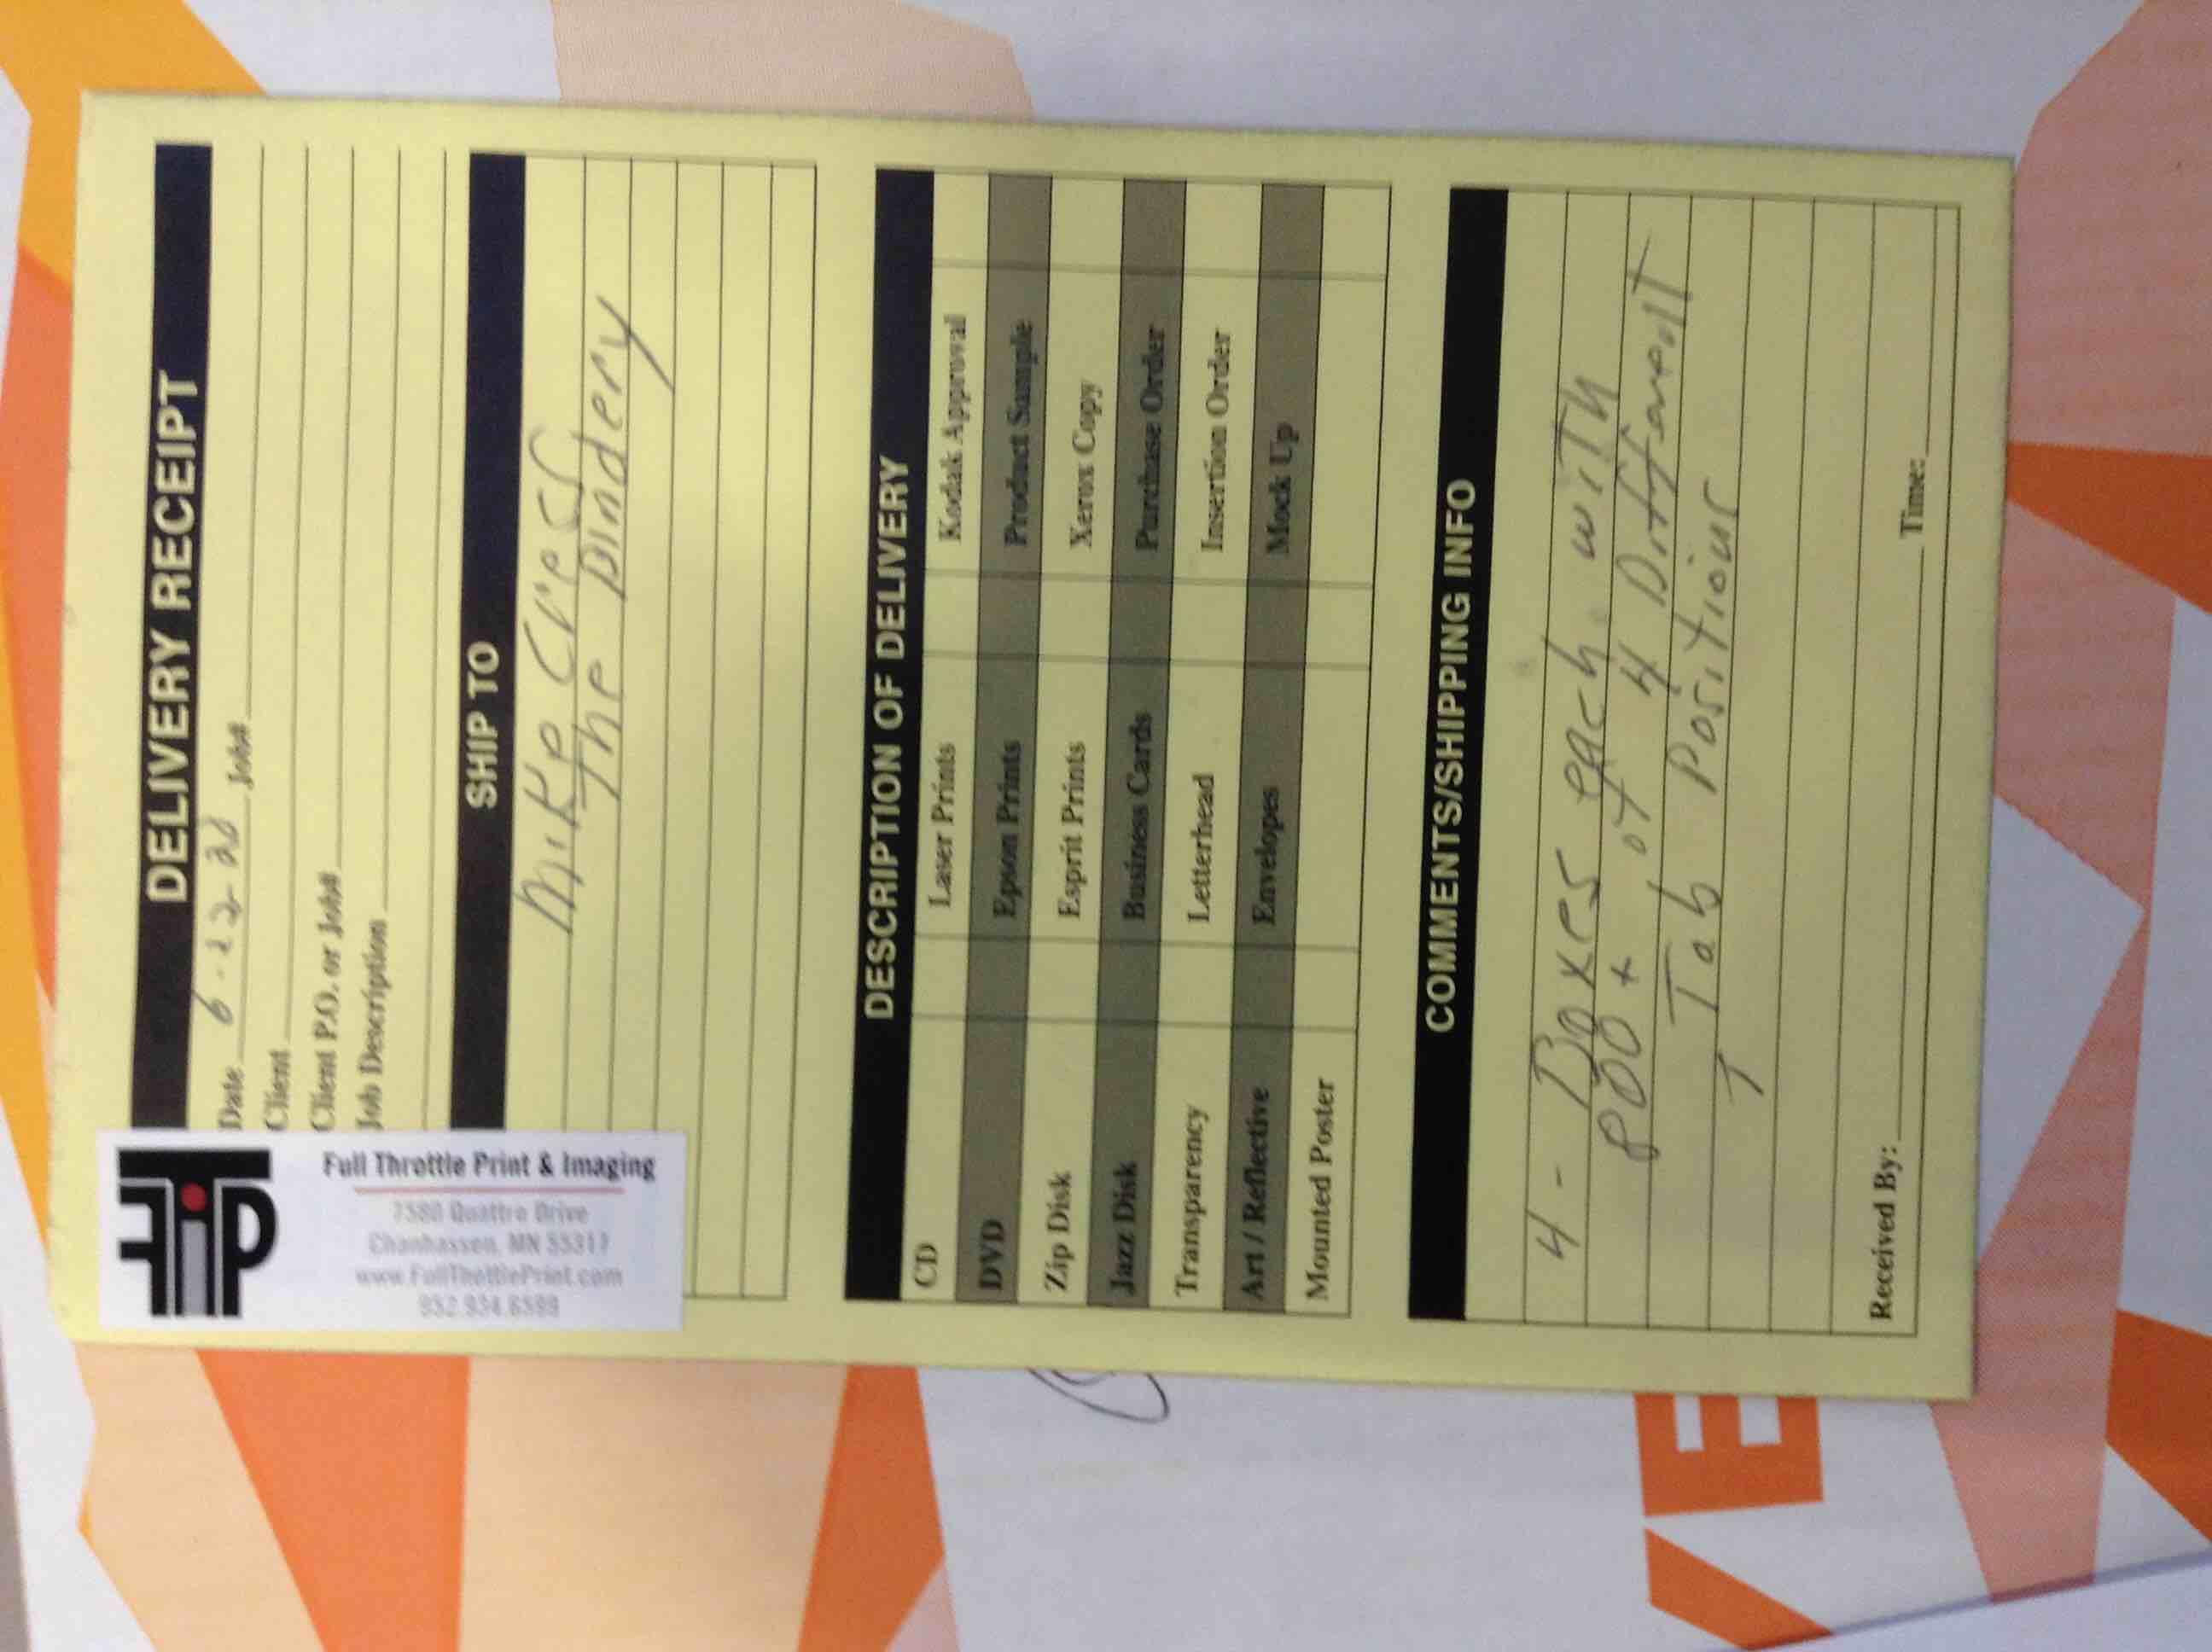 Full Throttle Print & Imaging
7580 Quattro Drive
Chanhassen, MN 55317
www.FullThrottlePrint.com
952.934.6599
DELIVERY RECEIPT
Date 6-22-20 Job#
Client
Client P.O. or Job#
Job Description
SHIP TO
Mike Cress
The Bindery
DESCRIPTION OF DELIVERY
CD Laser Prints Kodak Approval
DVD Epson Prints Product Sample
Zip Disk Esprit Prints Xerox Copy
Jazz Disk Business Cards Purchase Order
Transparency Letterhead Insertion Order
Art / Reflective Envelopes Mock Up
Mounted Poster
COMMENTS/SHIPPING INFO
4 - Boxes each with
800 + of 4 Different
Tab Positions
Received By: Time: